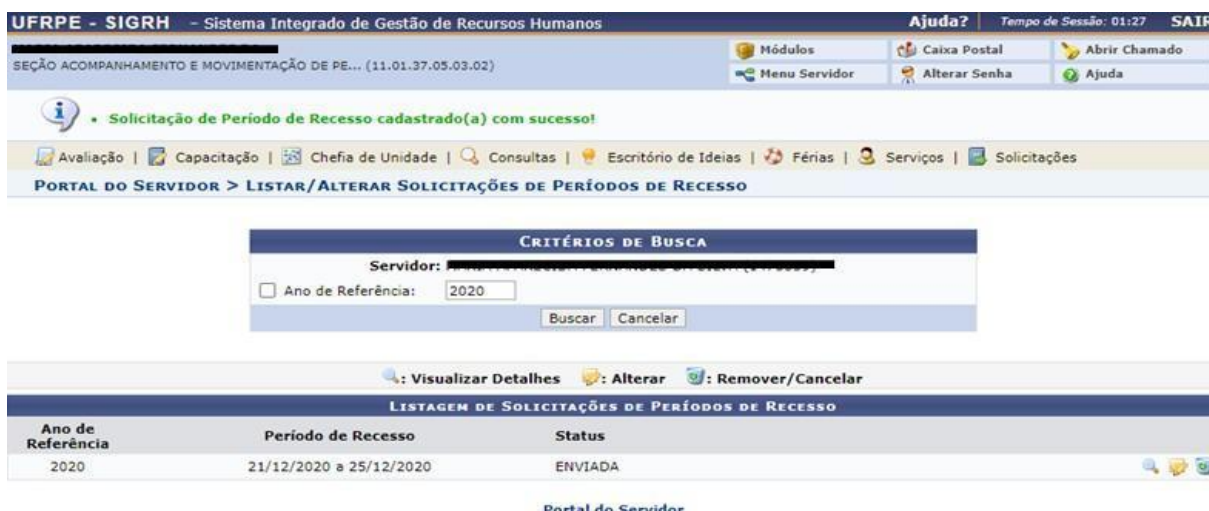 UFRPE - SIGRH - Sistema Integrado de Gestão de Recursos Humanos Ajuda? Tempo de Sessão: 01:27 SAIR
SEÇÃO ACOMPANHAMENTO E MOVIMENTAÇÃO DE PE... (11.01.37.05.03.02)
Módulos Caixa Postal Abrir Chamado
Menu Servidor Alterar Senha Ajuda
• Solicitação de Período de Recesso cadastrado(a) com sucesso!
Avaliação | Capacitação | Chefia de Unidade | Consultas | Escritório de Ideias | Férias | Serviços | Solicitações
PORTAL DO SERVIDOR > LISTAR/ALTERAR SOLICITAÇÕES DE PERÍODOS DE RECESSO
CRITÉRIOS DE BUSCA
Servidor:
Ano de Referência: 2020
Buscar Cancelar
: Visualizar Detalhes : Alterar : Remover/Cancelar
LISTAGEM DE SOLICITAÇÕES DE PERÍODOS DE RECESSO
Ano de Referência Período de Recesso Status
2020 21/12/2020 a 25/12/2020 ENVIADA
Portal do Servidor